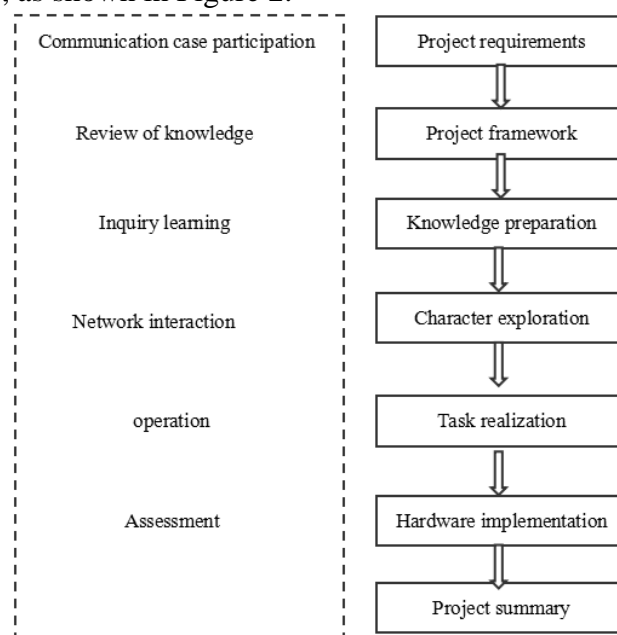 , as shown in Figure 2.
Communication case participation
Project requirements
Review of knowledge
Project framework
Inquiry learning
Knowledge preparation
Network interaction
Character exploration
operation
Task realization
Assessment
Hardware implementation
Project summary